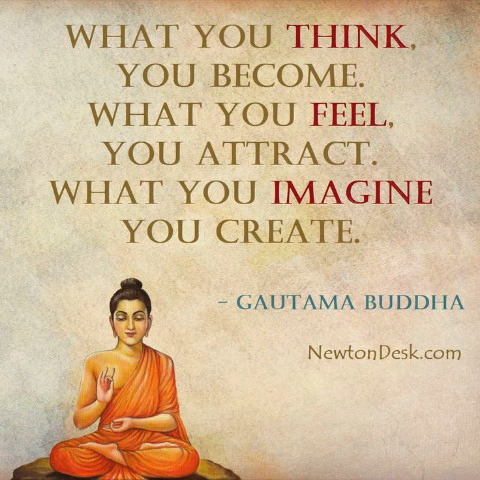 WHAT YOU THINK,
YOU BECOME.
WHAT YOU FEEL,
YOU ATTRACT.
WHAT YOU IMAGINE
YOU CREATE.
- GAUTAMA BUDDHA
NewtonDesk.com